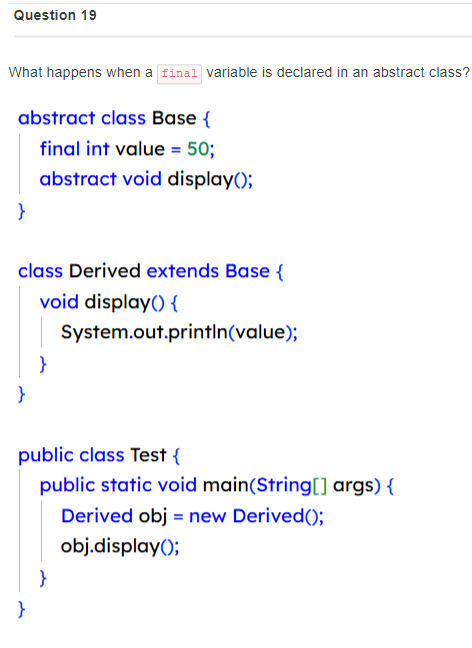 Question 19
What happens when a final variable is declared in an abstract class?
abstract class Base {
final int value = 50;
abstract void display();
}
class Derived extends Base {
void display() {
System.out.println(value);
}
}
public class Test {
public static void main(String[] args) {
Derived obj = new Derived();
obj.display();
}
}